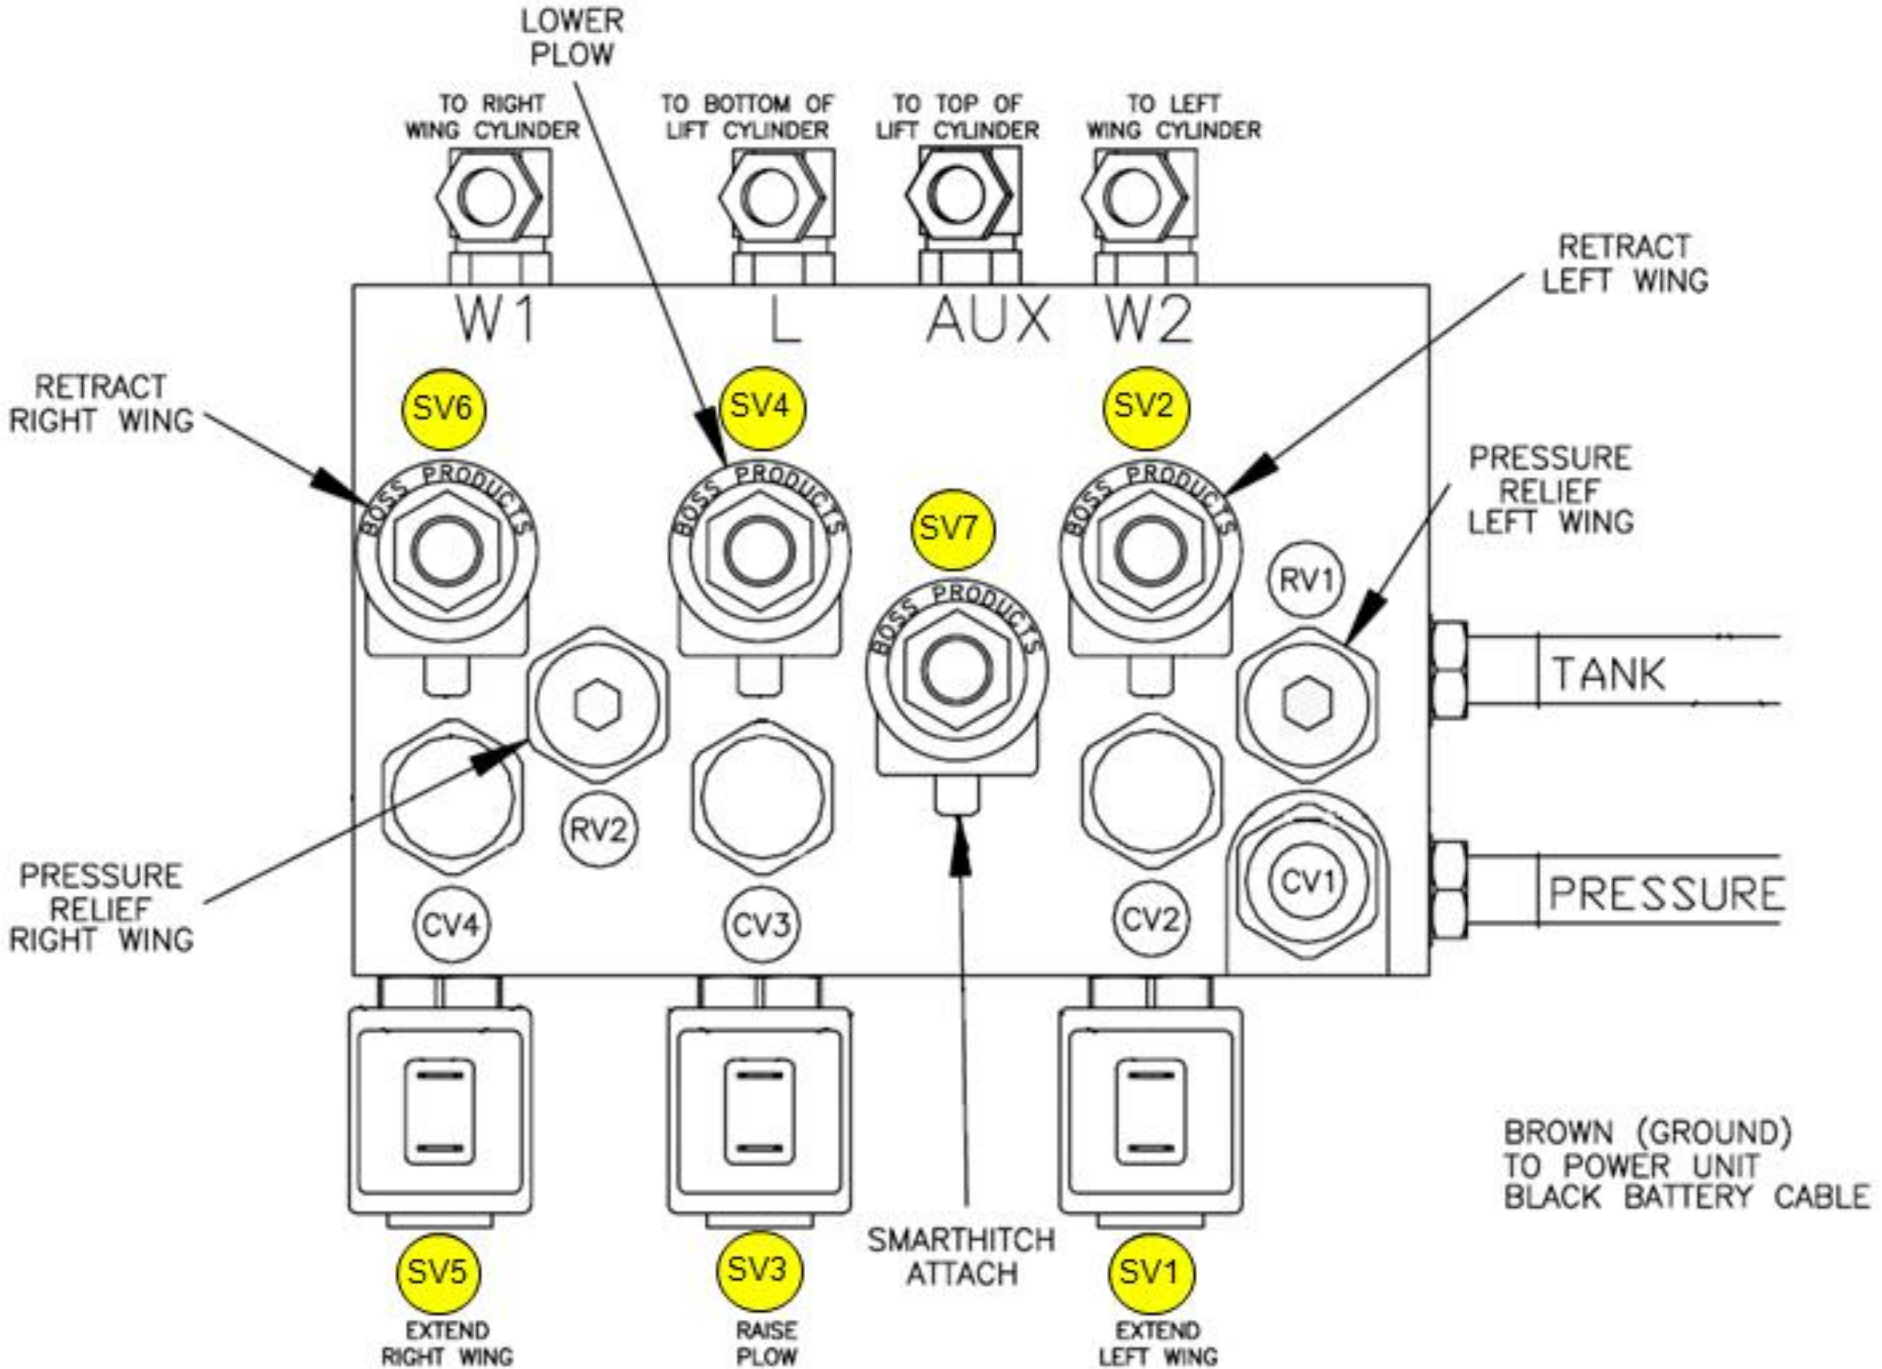 LOWER
PLOW
TO RIGHT
WING CYLINDER
TO BOTTOM OF
LIFT CYLINDER
TO TOP OF
LIFT CYLINDER
TO LEFT
WING CYLINDER
RETRACT
LEFT WING
W1
L
AUX
W2
RETRACT
RIGHT WING
SV6
SV4
SV2
BOSS PRODUCTS
BOSS PRODUCTS
BOSS PRODUCTS
PRESSURE
RELIEF
LEFT WING
SV7
BOSS PRODUCTS
RV1
TANK
RV2
PRESSURE
RELIEF
RIGHT WING
CV4
CV3
CV2
CV1
PRESSURE
BROWN (GROUND)
TO POWER UNIT
BLACK BATTERY CABLE
SMARTHITCH
ATTACH
SV5
SV3
SV1
EXTEND
RIGHT WING
RAISE
PLOW
EXTEND
LEFT WING